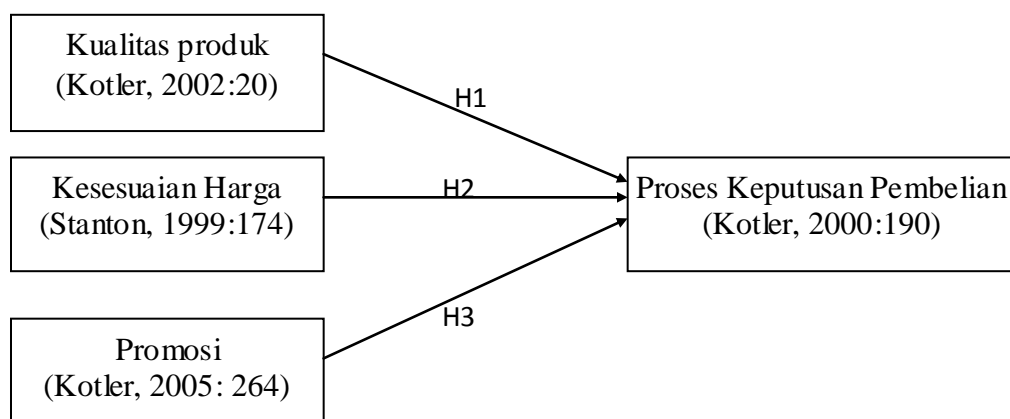 Kualitas produk
(Kotler, 2002:20)
H1
Kesesuaian Harga
(Stanton, 1999:174)
H2
Proses Keputusan Pembelian
(Kotler, 2000:190)
H3
Promosi
(Kotler, 2005: 264)